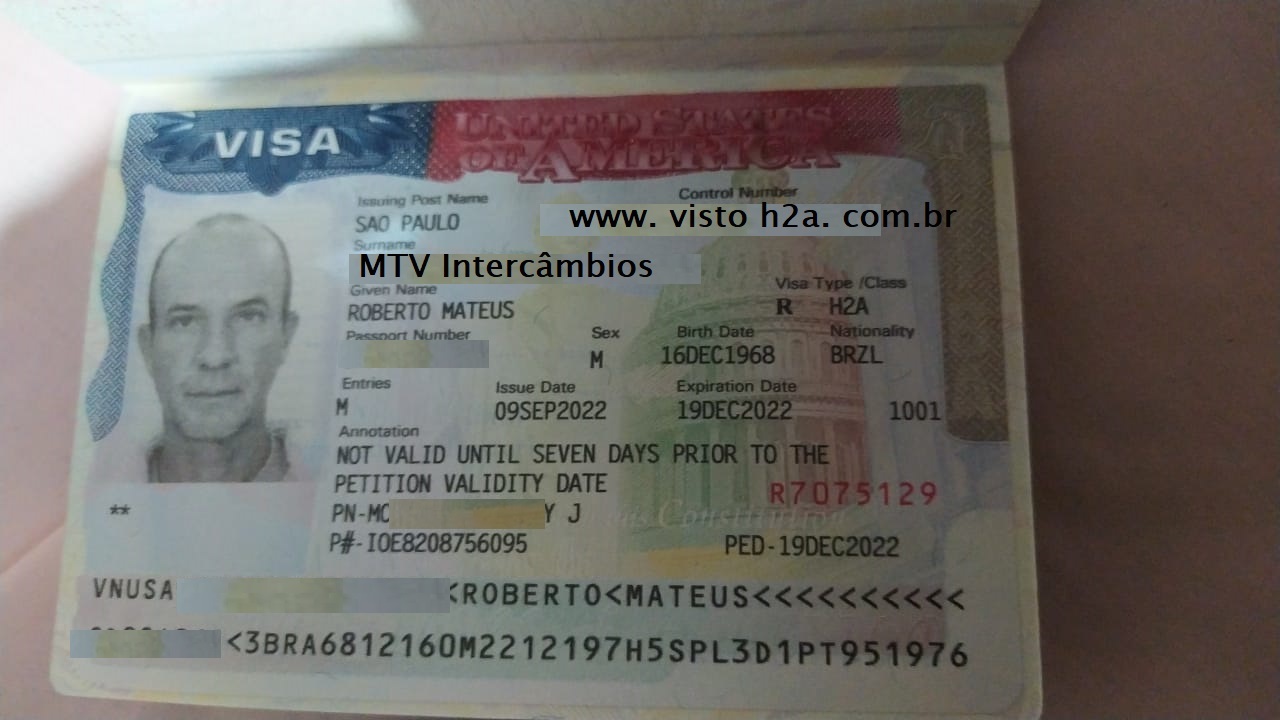 VISA
UNITED STATES
OF AMERICA
Issuing Post Name
SAO PAULO
Control Number
www. visto h2a. com.br
Surname
MTV Intercâmbios
Given Name
ROBERTO MATEUS
Visa Type /Class
R H2A
Passport Number
Sex
M
Birth Date
16DEC1968
Nationality
BRZL
Entries
M
Issue Date
09SEP2022
Expiration Date
19DEC2022
1001
Annotation
NOT VALID UNTIL SEVEN DAYS PRIOR TO THE
PETITION VALIDITY DATE
R7075129
PN-MC Y J
Constitution
P#-IOE8208756095
PED-19DEC2022
**
VNUSA <ROBERTO<MATEUS<<<<<<<<<<
<3BRA6812160M2212197H5SPL3D1PT951976